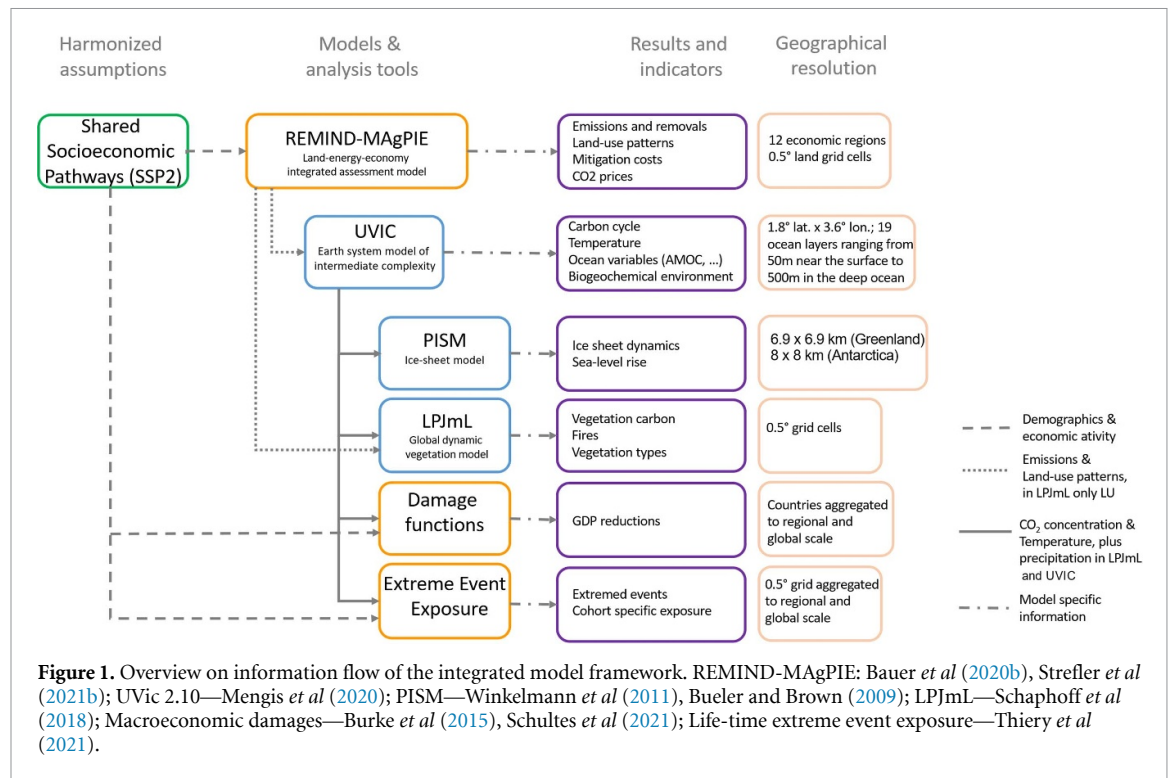 Harmonized
assumptions
Models &
analysis tools
Results and
indicators
Geographical
resolution
Shared
Socioeconomic
Pathways (SSP2)
REMIND-MAgPIE
Land-energy-economy
integrated assessment model
Emissions and removals
Land-use patterns
Mitigation costs
CO2 prices
12 economic regions
0.5° land grid cells
UVIC
Earth system model of
intermediate complexity
Carbon cycle
Temperature
Ocean variables (AMOC, ...)
Biogeochemical environment
1.8° lat. x 3.6° lon.; 19
ocean layers ranging from
50m near the surface to
500m in the deep ocean
PISM
Ice-sheet model
Ice sheet dynamics
Sea-level rise
6.9 x 6.9 km (Greenland)
8 x 8 km (Antarctica)
LPJmL
Global dynamic
vegetation model
Vegetation carbon
Fires
Vegetation types
0.5° grid cells
Damage
functions
GDP reductions
Countries aggregated
to regional and
global scale
Extreme Event
Exposure
Extremed events
Cohort specific exposure
0.5° grid aggregated
to regional and
global scale
Demographics &
economic ativity
Emissions &
Land-use patterns,
in LPJmL only LU
CO₂ concentration &
Temperature, plus
precipitation in LPJmL
and UVIC
Model specific
information
Figure 1. Overview on information flow of the integrated model framework. REMIND-MAgPIE: Bauer et al (2020b), Strefler et al
(2021b); UVic 2.10—Mengis et al (2020); PISM—Winkelmann et al (2011), Bueler and Brown (2009); LPJmL—Schaphoff et al
(2018); Macroeconomic damages—Burke et al (2015), Schultes et al (2021); Life-time extreme event exposure—Thiery et al
(2021).